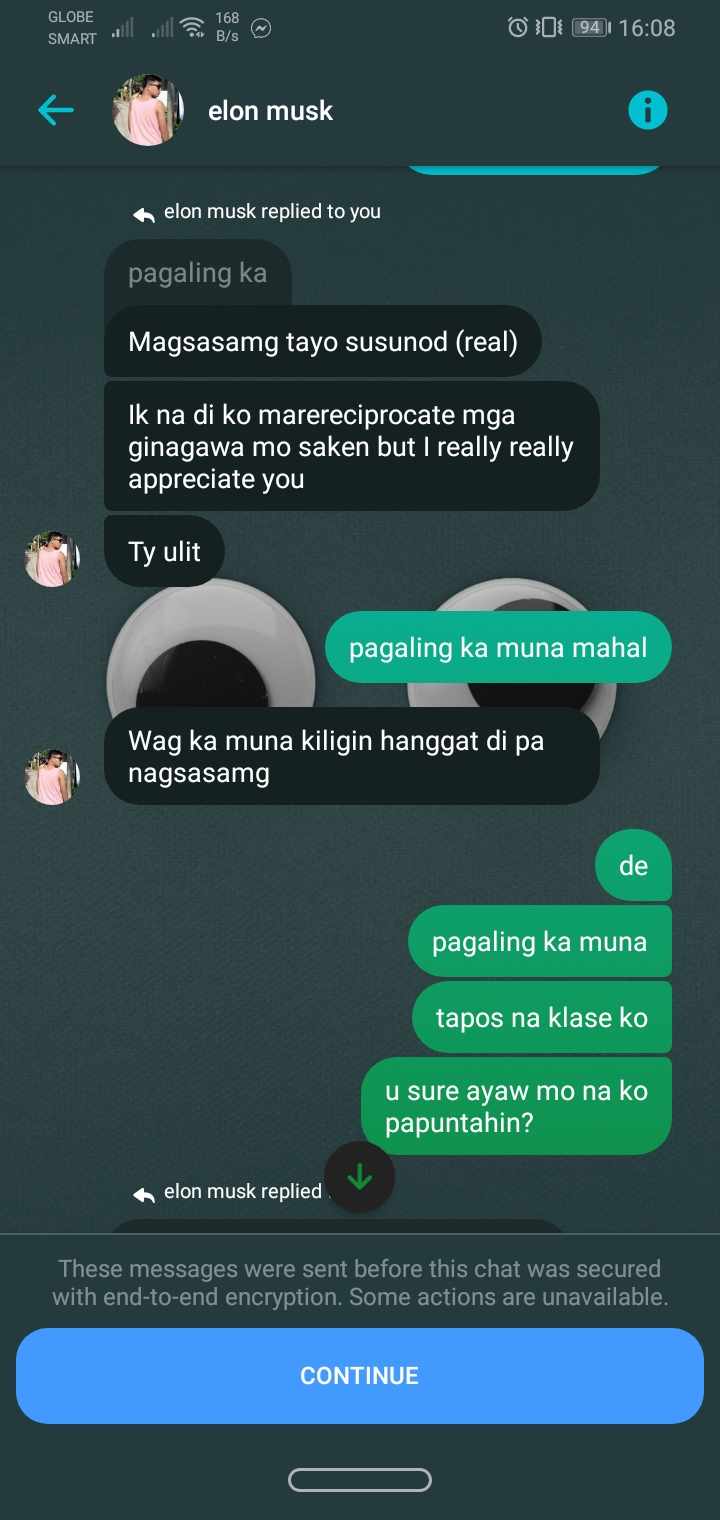 GLOBE
SMART
168
B/s
94
16:08
elon musk
elon musk replied to you
pagaling ka
Magsasamg tayo susunod (real)
Ik na di ko marereciprocate mga
ginagawa mo saken but I really really
appreciate you
Ty ulit
pagaling ka muna mahal
Wag ka muna kiligin hanggat di pa
nagsasamg
de
pagaling ka muna
tapos na klase ko
u sure ayaw mo na ko
papuntahin?
elon musk replied
These messages were sent before this chat was secured
with end-to-end encryption. Some actions are unavailable.
CONTINUE